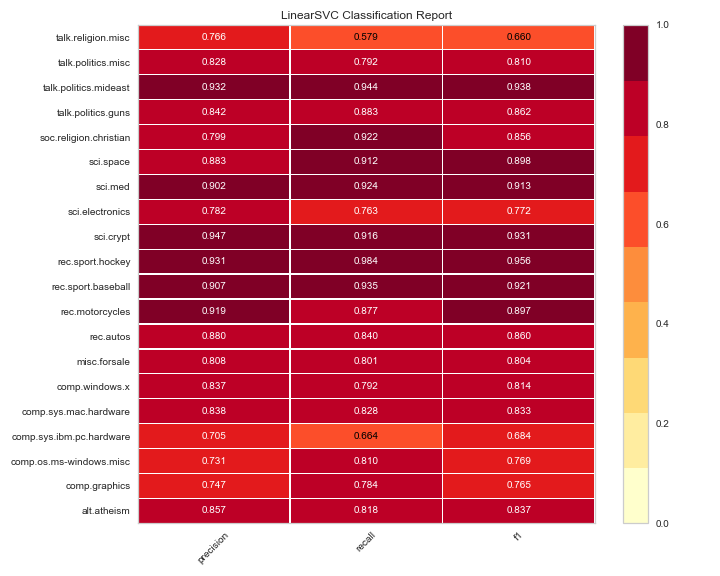 LinearSVC Classification Report
talk.religion.misc 0.766 0.579 0.660
talk.politics.misc 0.828 0.792 0.810
talk.politics.mideast 0.932 0.944 0.938
talk.politics.guns 0.842 0.883 0.862
soc.religion.christian 0.799 0.922 0.856
sci.space 0.883 0.912 0.898
sci.med 0.902 0.924 0.913
sci.electronics 0.782 0.763 0.772
sci.crypt 0.947 0.916 0.931
rec.sport.hockey 0.931 0.984 0.956
rec.sport.baseball 0.907 0.935 0.921
rec.motorcycles 0.919 0.877 0.897
rec.autos 0.880 0.840 0.860
misc.forsale 0.808 0.801 0.804
comp.windows.x 0.837 0.792 0.814
comp.sys.mac.hardware 0.838 0.828 0.833
comp.sys.ibm.pc.hardware 0.705 0.664 0.684
comp.os.ms-windows.misc 0.731 0.810 0.769
comp.graphics 0.747 0.784 0.765
alt.atheism 0.857 0.818 0.837
precision recall f1
1.0
0.8
0.6
0.4
0.2
0.0